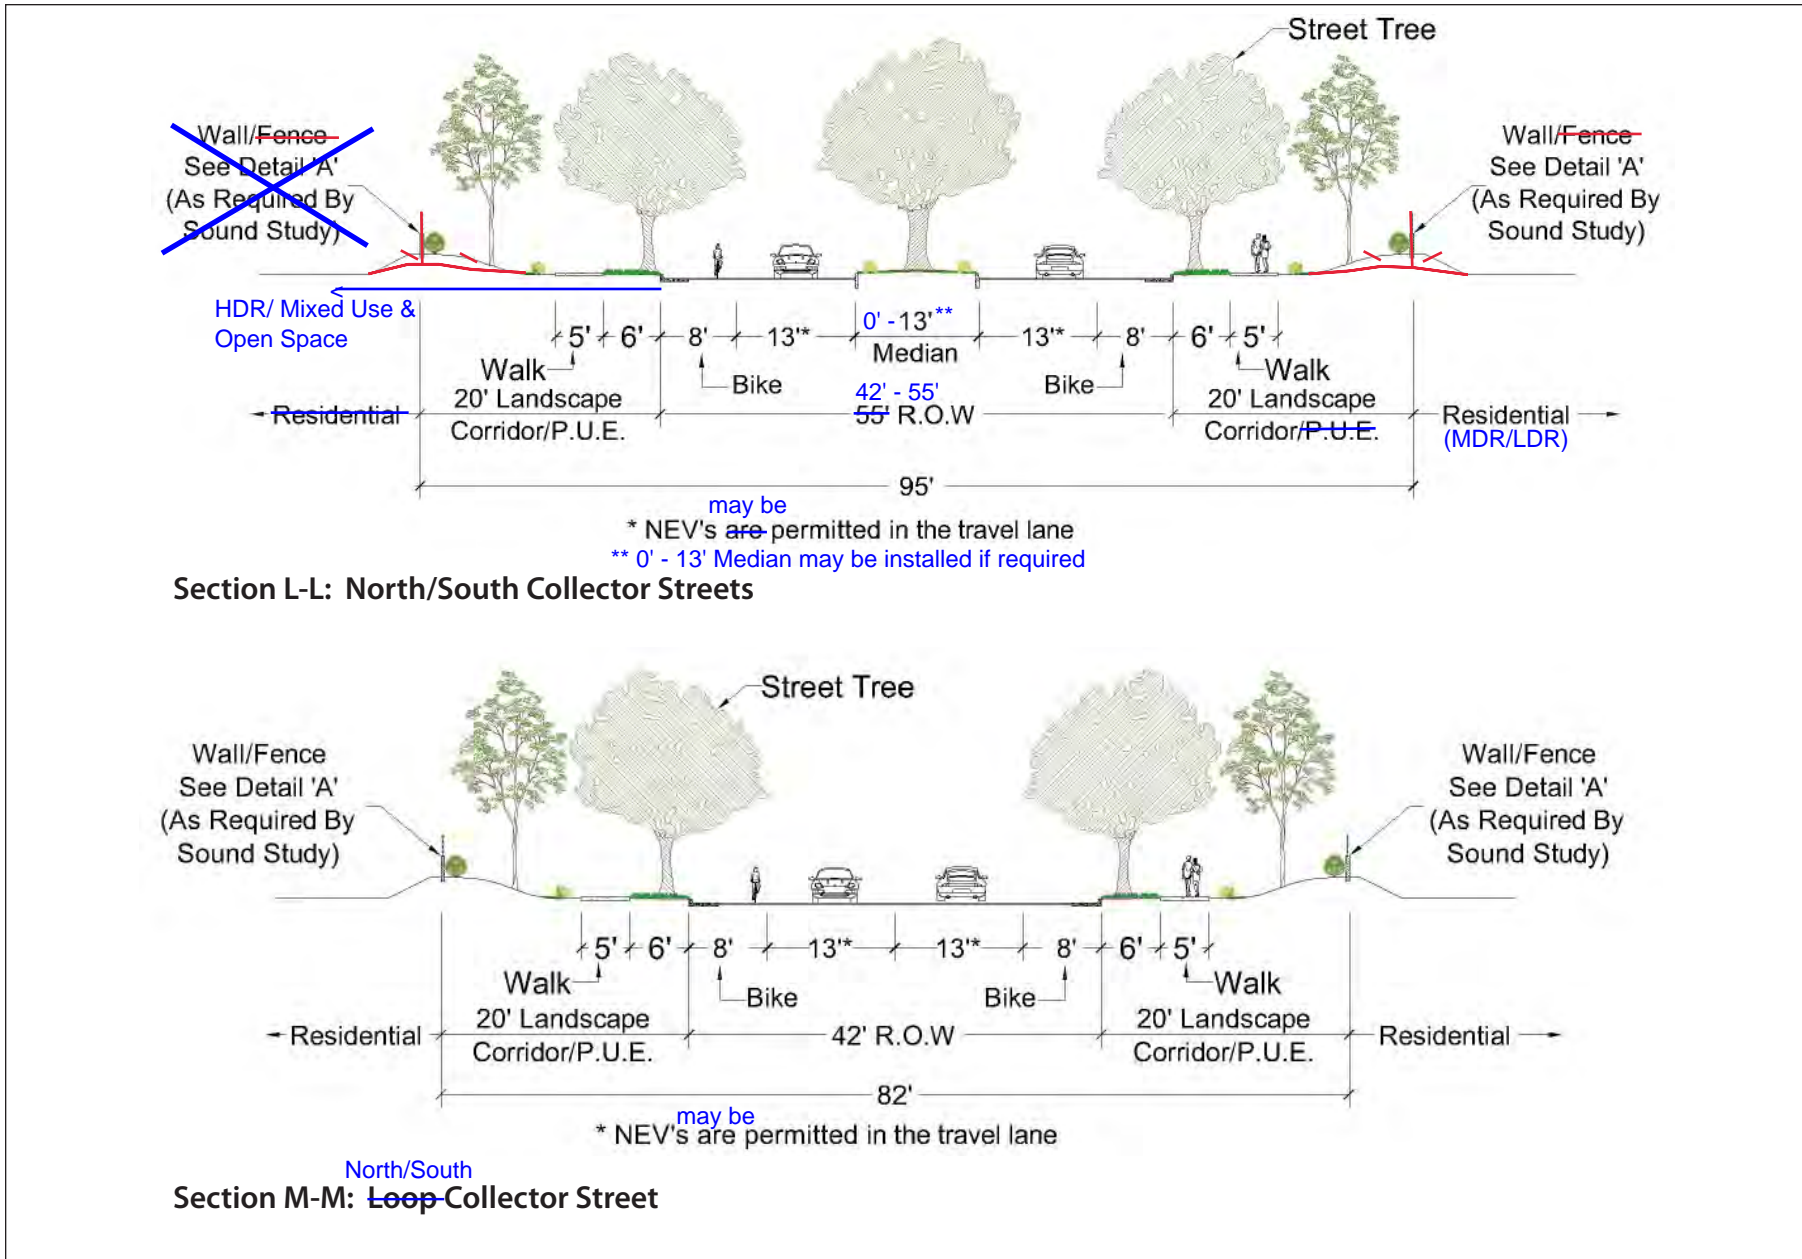 Street Tree
Wall/Fence
See Detail 'A'
(As Required By
Sound Study)
Wall/Fence
See Detail 'A'
(As Required By
Sound Study)
HDR/ Mixed Use &
Open Space
5' 6' 8' 13'* 0' - 13'** 13'* 8' 6' 5'
Median
Walk Bike Bike Walk
42' - 55'
Residential 20' Landscape 55' R.O.W 20' Landscape Residential
Corridor/P.U.E. Corridor/P.U.E. (MDR/LDR)
95'
may be
* NEV's are permitted in the travel lane
** 0' - 13' Median may be installed if required
Section L-L: North/South Collector Streets
Street Tree
Wall/Fence
See Detail 'A'
(As Required By
Sound Study)
Wall/Fence
See Detail 'A'
(As Required By
Sound Study)
5' 6' 8' 13'* 13'* 8' 6' 5'
Walk Bike Bike Walk
Residential 20' Landscape 42' R.O.W 20' Landscape Residential
Corridor/P.U.E. Corridor/P.U.E.
82'
may be
* NEV's are permitted in the travel lane
North/South
Section M-M: Loop Collector Street